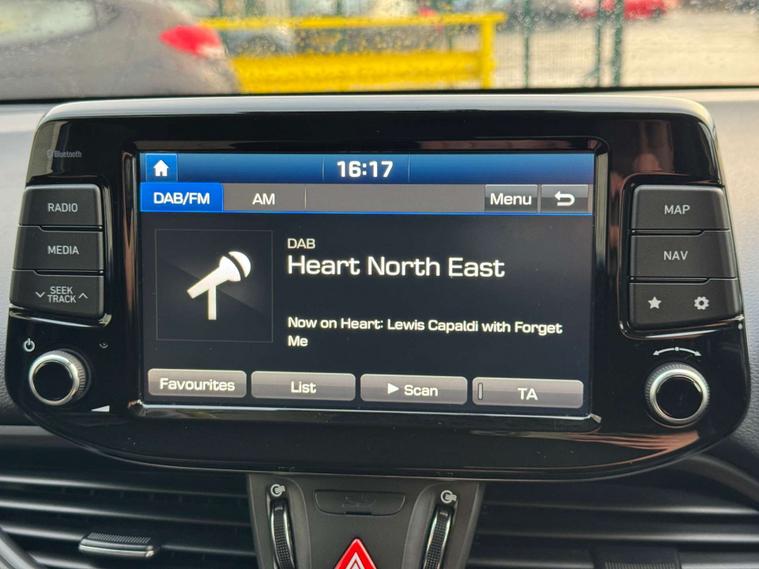 Bluetooth
16:17
DAB/FM AM Menu
DAB
Heart North East
Now on Heart: Lewis Capaldi with Forget
Me
Favourites List Scan TA
RADIO
MEDIA
SEEK
TRACK
MAP
NAV